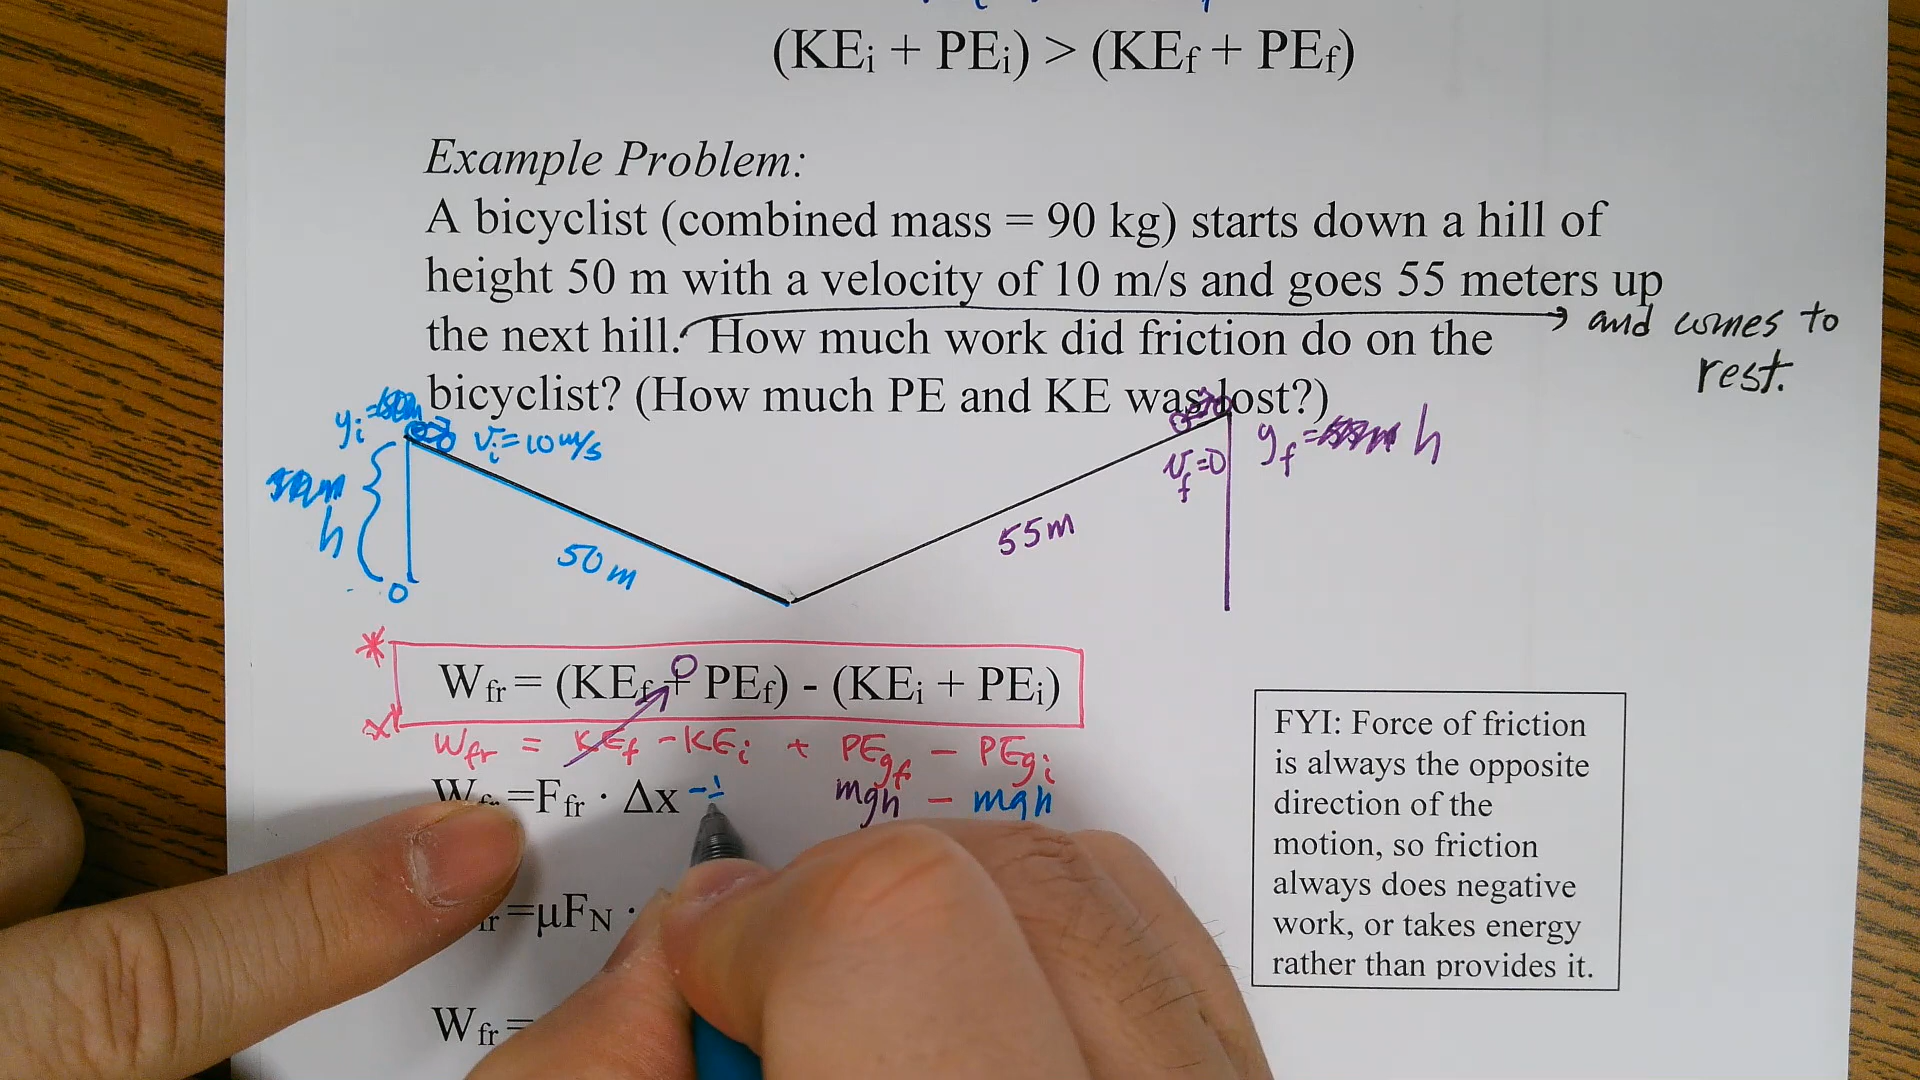 (KEi + PEi) > (KEf + PEf)
Example Problem:
A bicyclist (combined mass = 90 kg) starts down a hill of
height 50 m with a velocity of 10 m/s and goes 55 meters up
the next hill. How much work did friction do on the
and comes to
rest.
bicyclist? (How much PE and KE was lost?)
yi =
vi = 10 m/s
h
0
50 m
55 m
vf = 0
yf = h
Wfr = (KEf + PEf) - (KEi + PEi)
0
Wfr = KEf - KEi + PEgf - PEgi
Wfr =Ffr · Δx
mgh - mgh
=µFN ·
Wfr=
FYI: Force of friction
is always the opposite
direction of the
motion, so friction
always does negative
work, or takes energy
rather than provides it.